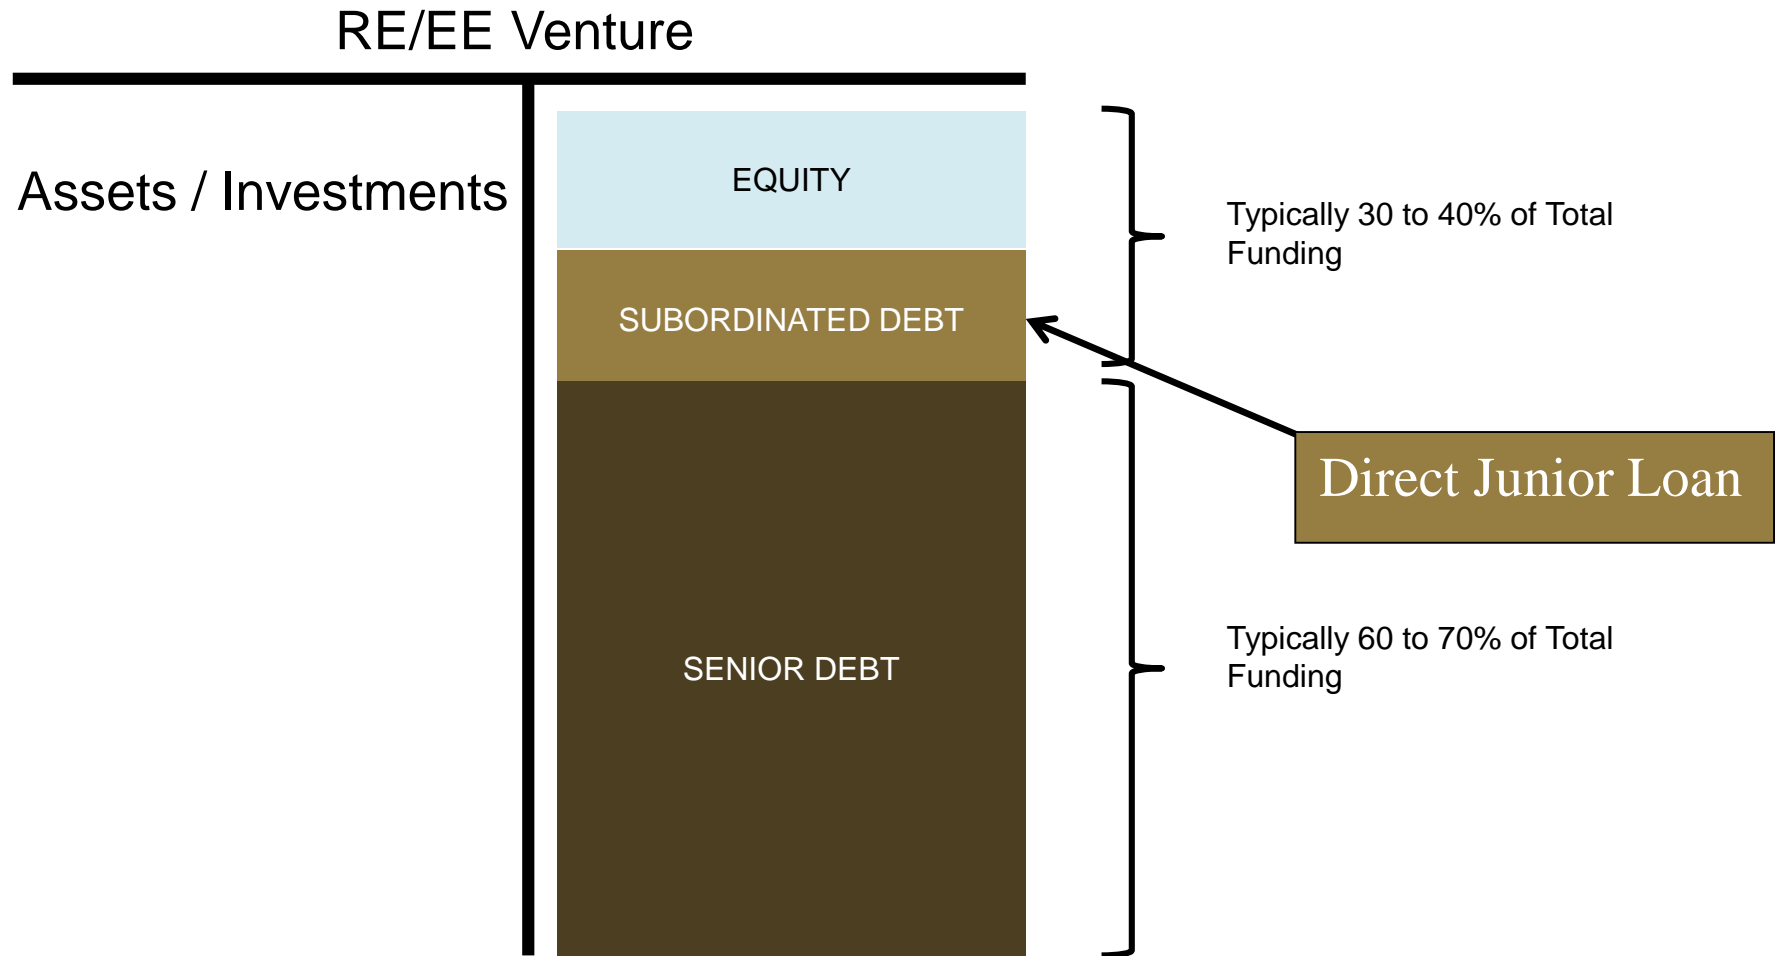 RE/EE Venture
Assets / Investments
EQUITY
Typically 30 to 40% of Total
Funding
SUBORDINATED DEBT
Direct Junior Loan
SENIOR DEBT
Typically 60 to 70% of Total
Funding